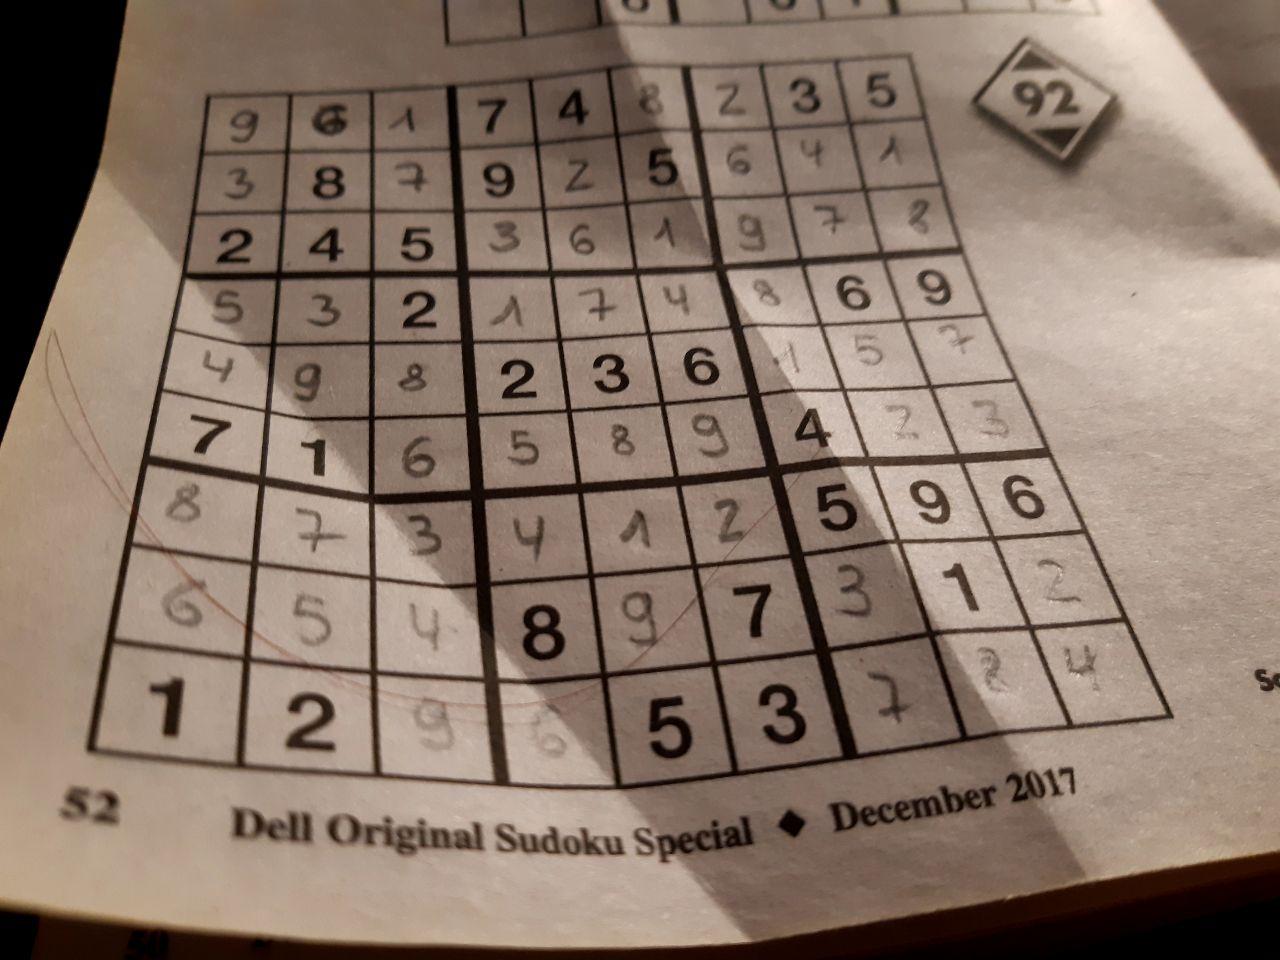 92
9 6 1 7 4 8 2 3 5
3 8 7 9 2 5 6 4 1
2 4 5 3 6 1 9 7 8
5 3 2 1 7 4 8 6 9
4 9 8 2 3 6 1 5 7
7 1 6 5 8 9 4 2 3
8 7 3 4 1 2 5 9 6
6 5 4 8 9 7 3 1 2
1 2 9 6 5 3 7 8 4
52 Dell Original Sudoku Special ◆ December 2017